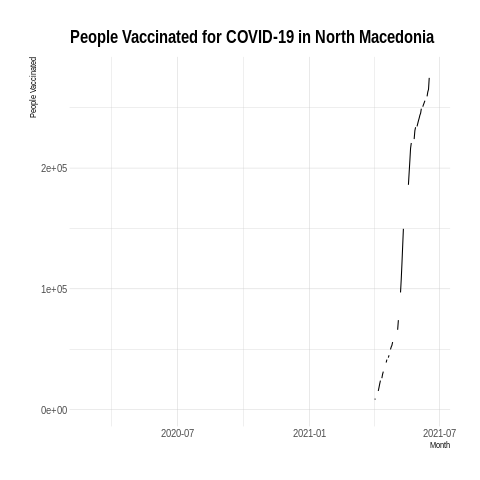 People Vaccinated for COVID-19 in North Macedonia
People Vaccinated
2e+05
1e+05
0e+00
2020-07
2021-01
2021-07
Month